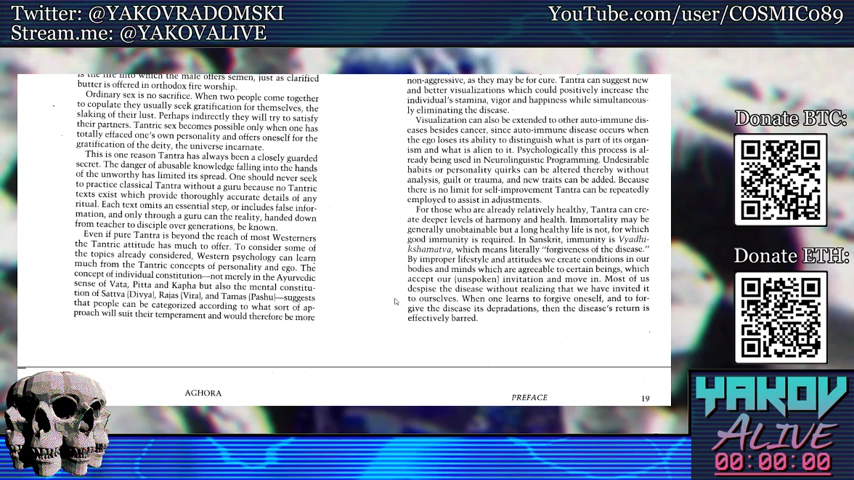 Twitter: @YAKOVRADOMSKI
Stream.me: @YAKOVALIVE
YouTube.com/user/COSMIC089
is the fire into which the male offers semen, just as clarified
butter is offered in orthodox fire worship.
Ordinary sex is no sacrifice. When two people come together
to copulate they usually seek gratification for themselves, the
slaking of their lust. Perhaps indirectly they will try to satisfy
their partners. Tantric sex becomes possible only when one has
totally effaced one's own personality and offers oneself for the
gratification of the deity, the universe incarnate.
This is one reason Tantra has always been a closely guarded
secret. The danger of abusable knowledge falling into the hands
of the unworthy has limited its spread. One should never seek
to practice classical Tantra without a guru because no Tantric
texts exist which provide thoroughly accurate details of any
ritual. Each text omits an essential step, or includes false infor-
mation, and only through a guru can the reality, handed down
from teacher to disciple over generations, be known.
Even if pure Tantra is beyond the reach of most Westerners
the Tantric attitude has much to offer. To consider some of
the topics already considered, Western psychology can learn
much from the Tantric concepts of personality and ego. The
concept of individual constitution—not merely in the Ayurvedic
sense of Vata, Pitta and Kapha but also the mental constitu-
tion of Sattva (Divya), Rajas (Vira), and Tamas (Pashu)—suggests
that people can be categorized according to what sort of ap-
proach will suit their temperament and would therefore be more
AGHORA
non-aggressive, as they may be for cure. Tantra can suggest new
and better visualizations which could positively increase the
individual's stamina, vigor and happiness while simultaneous-
ly eliminating the disease.
Visualization can also be extended to other auto-immune dis-
eases besides cancer, since auto-immune disease occurs when
the ego loses its ability to distinguish what is part of its organ-
ism and what is alien to it. Psychologically this process is al-
ready being used in Neurolinguistic Programming. Undesirable
habits or personality quirks can be altered thereby without
analysis, guilt or trauma, and new traits can be added. Because
there is no limit for self-improvement Tantra can be repeatedly
employed to assist in adjustments.
For those who are already relatively healthy, Tantra can cre-
ate deeper levels of harmony and health. Immortality may be
generally unobtainable but a long healthy life is not, for which
good immunity is required. In Sanskrit, immunity is Vyadhi-
kshamatva, which means literally "forgiveness of the disease."
By improper lifestyle and attitudes we create conditions in our
bodies and minds which are agreeable to certain beings, which
accept our (unspoken) invitation and move in. Most of us
despise the disease without realizing that we have invited it
to ourselves. When one learns to forgive oneself, and to for-
give the disease its depradations, then the disease's return is
effectively barred.
PREFACE 19
Donate BTC:
Donate ETH:
YAKOV
ALIVE
00:00:00